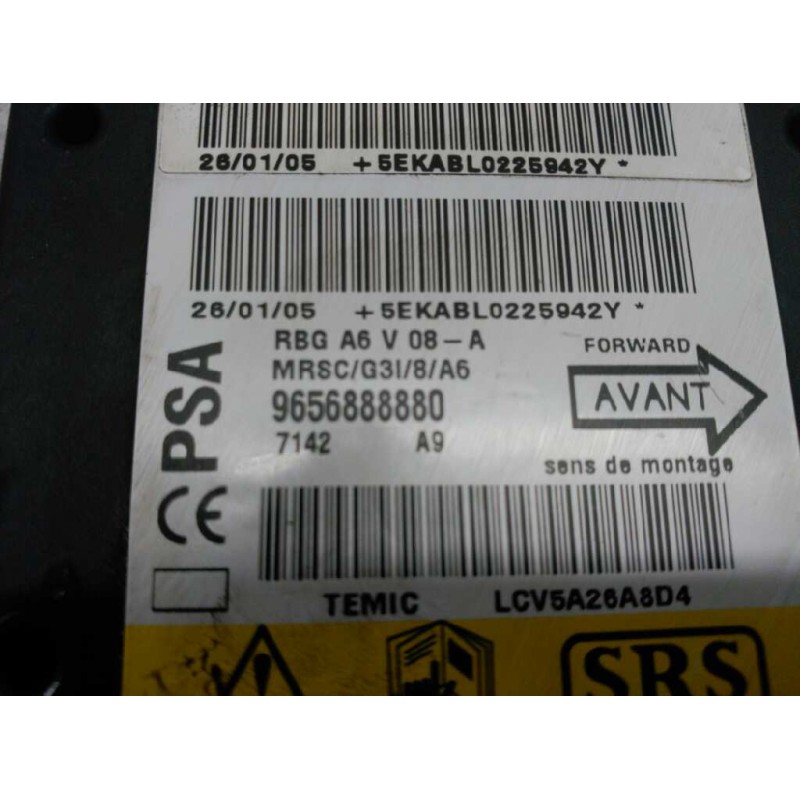 26/01/05 +5EKABL0225942Y *
26/01/05 +5EKABL0225942Y *
PSA
RBG A6 V 08-A
MRSC/G3I/8/A6
9656888880
7142 A9
FORWARD
AVANT
sens de montage
CE
TEMIC LCV5A26A8D4
SRS